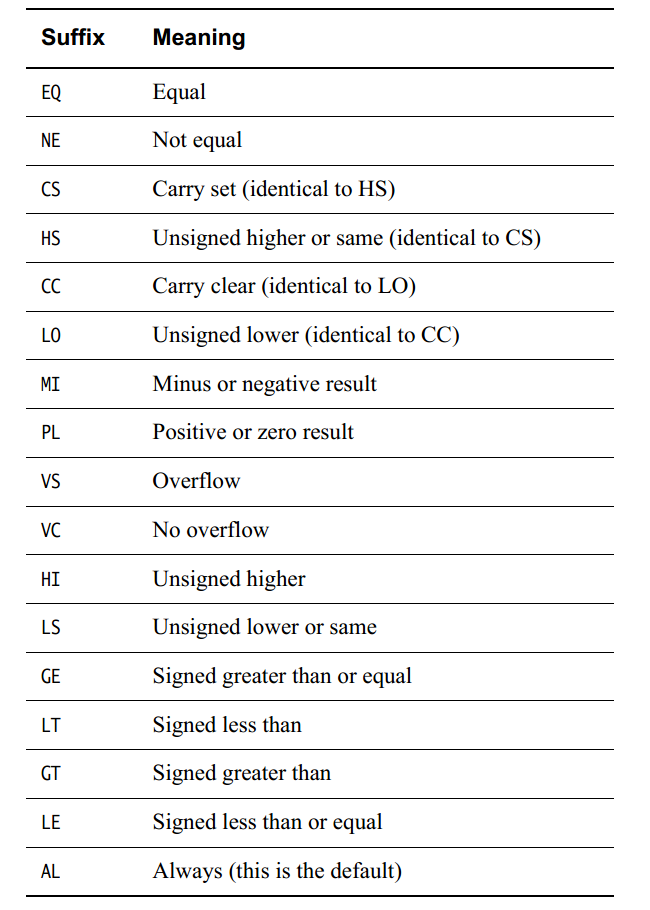 Suffix Meaning
EQ Equal
NE Not equal
CS Carry set (identical to HS)
HS Unsigned higher or same (identical to CS)
CC Carry clear (identical to LO)
LO Unsigned lower (identical to CC)
MI Minus or negative result
PL Positive or zero result
VS Overflow
VC No overflow
HI Unsigned higher
LS Unsigned lower or same
GE Signed greater than or equal
LT Signed less than
GT Signed greater than
LE Signed less than or equal
AL Always (this is the default)